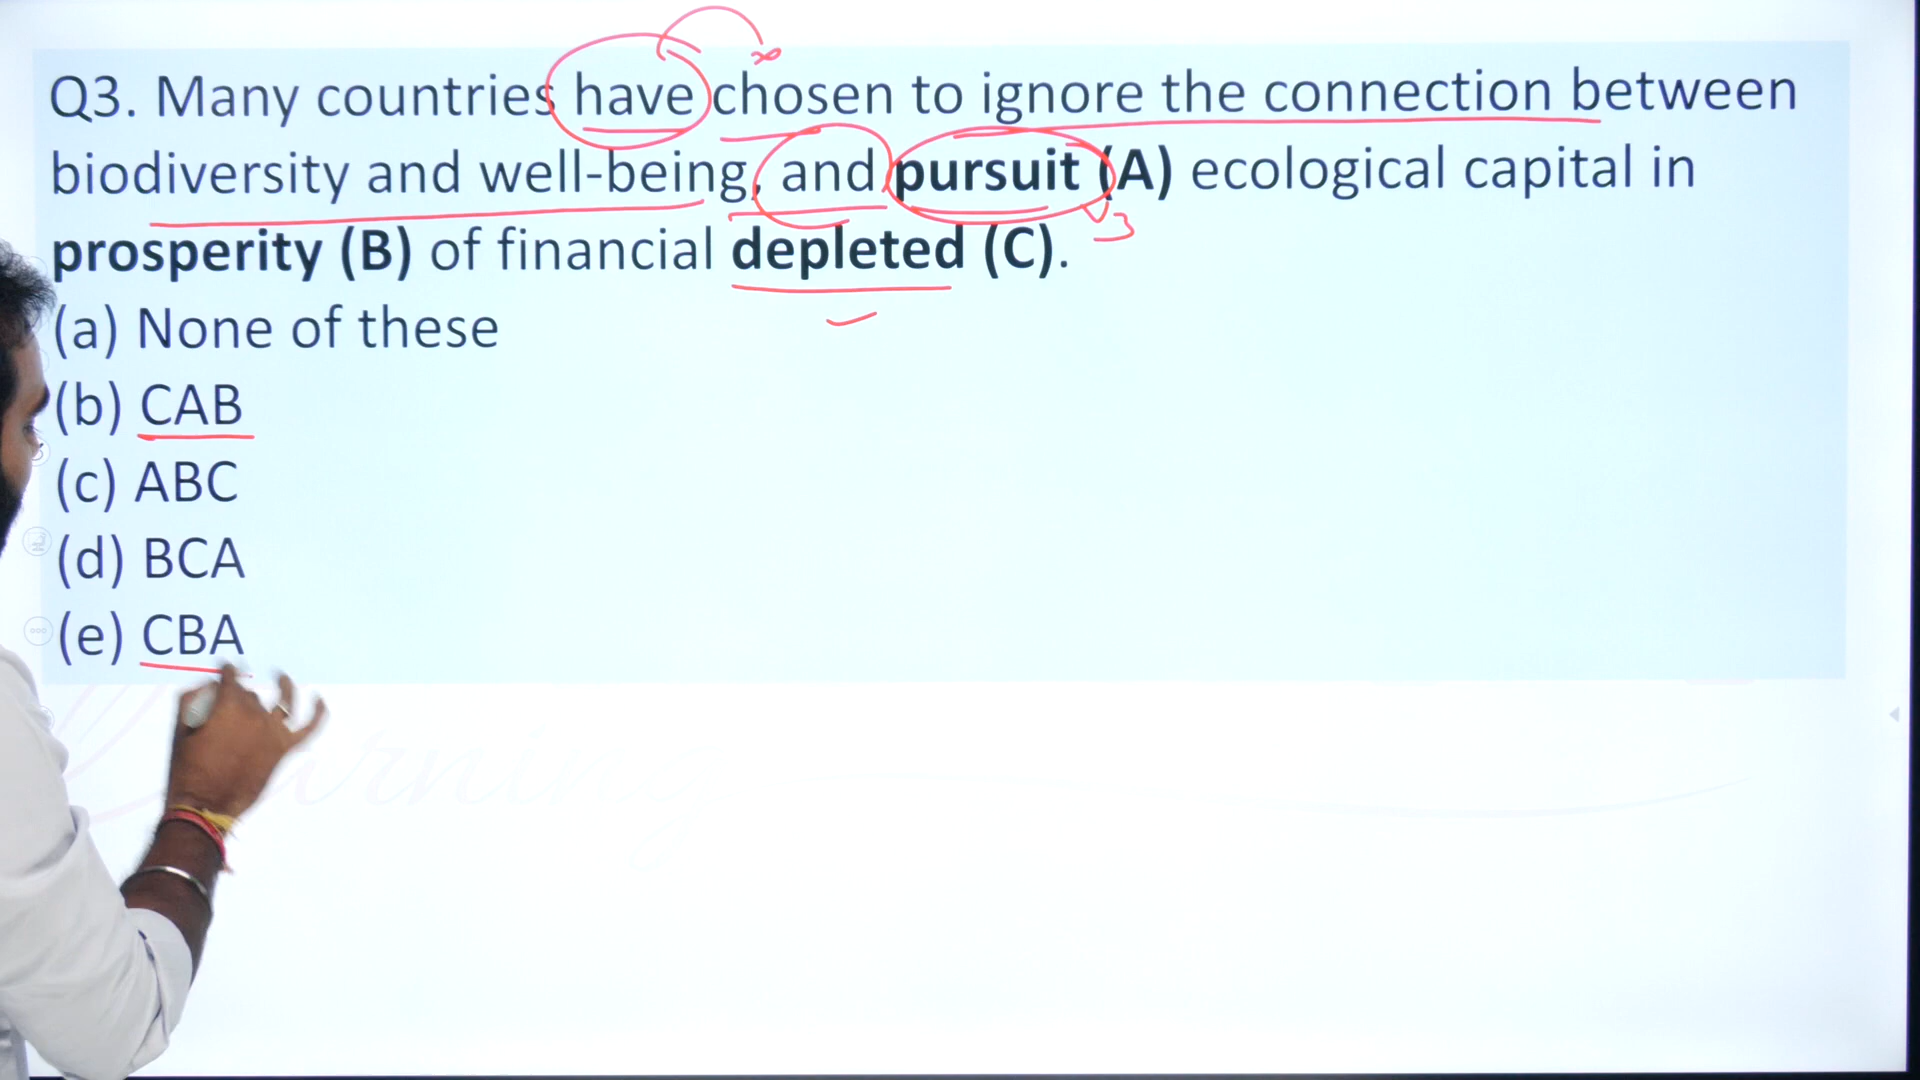 Q3. Many countries have chosen to ignore the connection between
biodiversity and well-being, and pursuit (A) ecological capital in
prosperity (B) of financial depleted (C).
(a) None of these
(b) CAB
(c) ABC
(d) BCA
(e) CBA